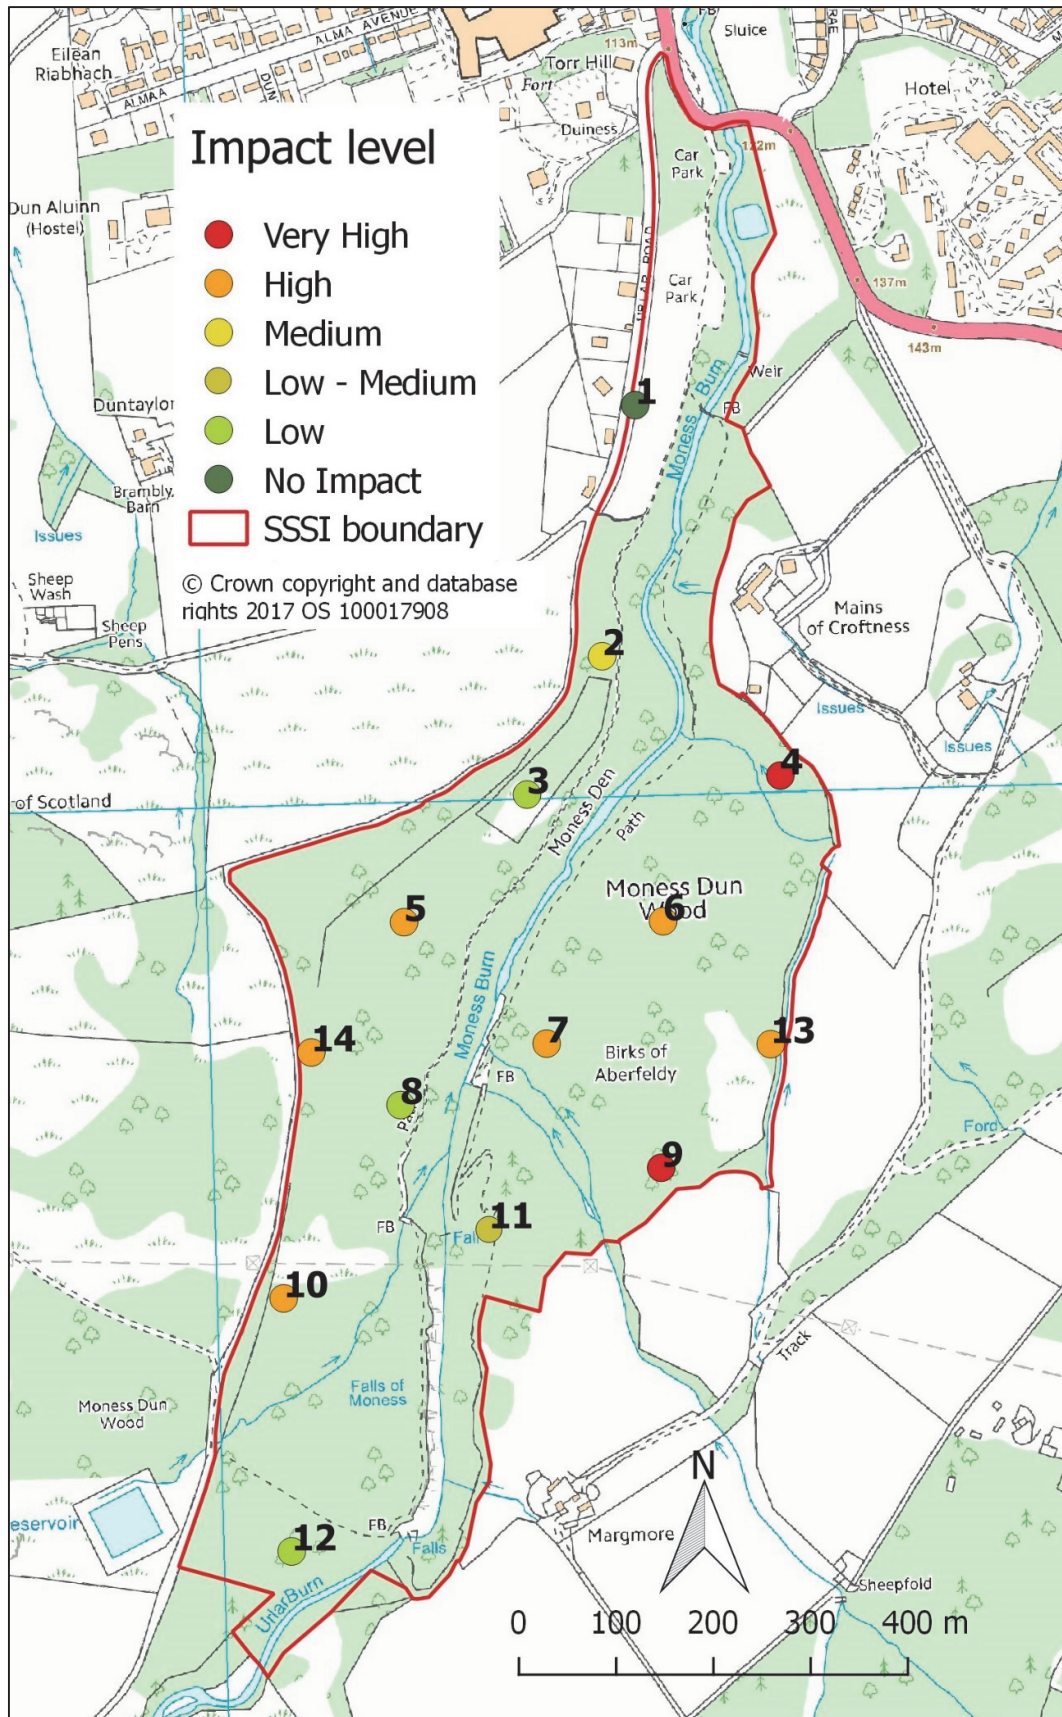 FB
Sluice
RAE
113m
ALMA AVENUE
Eilean
Riabhach
Torr Hill
Fort
DUN
ALMAA
Hotel
Duiness
122m
Impact level
Car
Park
Dun Aluinn
(Hostel)
Very High
High
Car
Park
137m
Medium
143m
Low - Medium
Weir
Moness Burn
1
FB
Duntaylor
Low
No Impact
Brambly
Barn
SSSI boundary
Issues
© Crown copyright and database
rights 2017 OS 100017908
Sheep
Wash
Mains
of Croftness
Sheep
Pens
2
Issues
Issues
4
3
of Scotland
Moness Den
Path
Moness Dun
Wood
5
6
Moness Burn
14
7
13
Birks of
Aberfeldy
FB
8
Ford
9
FB
11
Fall
10
Track
Falls of
Moness
Moness Dun
Wood
N
eservoir
FB
Falls
Margmore
12
Urlar Burn
Sheepfold
0 100 200 300 400 m